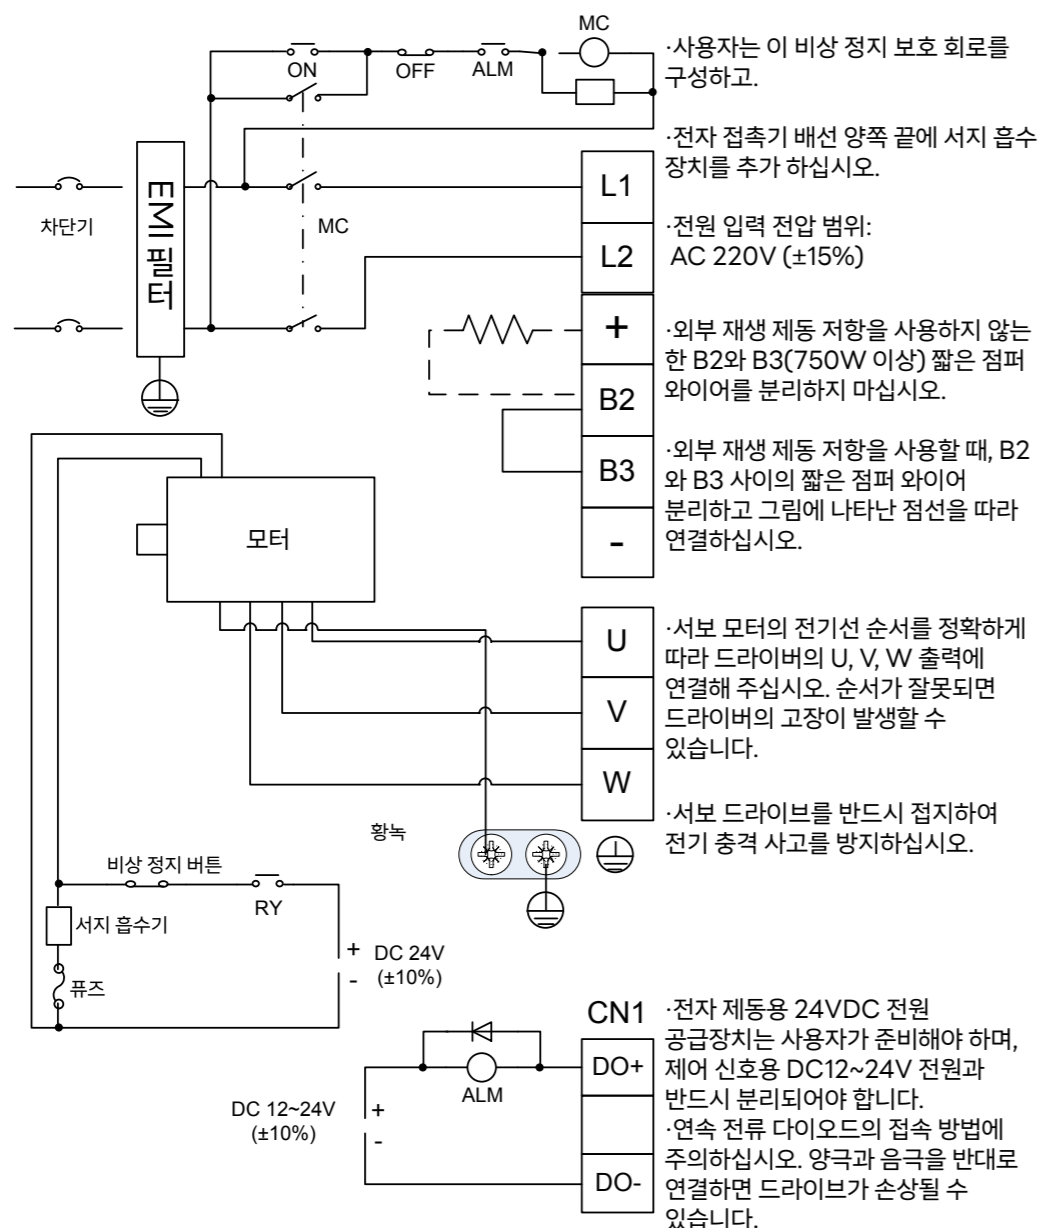 MC
ON
OFF
ALM
·사용자는 이 비상 정지 보호 회로를
구성하고.
·전자 접촉기 배선 양쪽 끝에 서지 흡수
장치를 추가 하십시오.
차단기
EMI 필터
MC
L1
L2
·전원 입력 전압 범위:
AC 220V (±15%)
+
B2
B3
-
·외부 재생 제동 저항을 사용하지 않는
한 B2와 B3(750W 이상) 짧은 점퍼
와이어를 분리하지 마십시오.
·외부 재생 제동 저항을 사용할 때, B2
와 B3 사이의 짧은 점퍼 와이어
분리하고 그림에 나타난 점선을 따라
연결하십시오.
모터
U
V
W
·서보 모터의 전기선 순서를 정확하게
따라 드라이버의 U, V, W 출력에
연결해 주십시오. 순서가 잘못되면
드라이버의 고장이 발생할 수
있습니다.
·서보 드라이브를 반드시 접지하여
전기 충격 사고를 방지하십시오.
황녹
비상 정지 버튼
RY
서지 흡수기
퓨즈
+
-
DC 24V
(±10%)
CN1
DO+
DO-
ALM
DC 12~24V
(±10%)
+
-
·전자 제동용 24VDC 전원
공급장치는 사용자가 준비해야 하며,
제어 신호용 DC12~24V 전원과
반드시 분리되어야 합니다.
·연속 전류 다이오드의 접속 방법에
주의하십시오. 양극과 음극을 반대로
연결하면 드라이브가 손상될 수
있습니다.